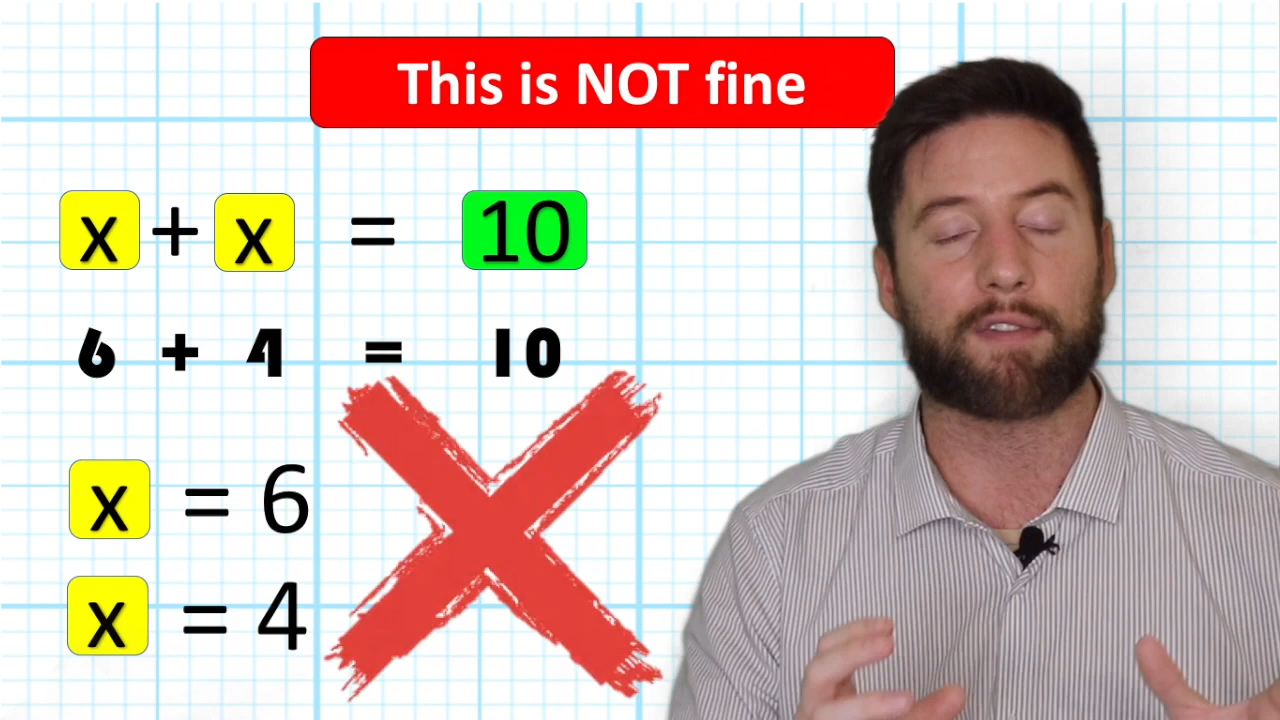 This is NOT fine
x + x = 10
6 + 4 = 10
x = 6
x = 4